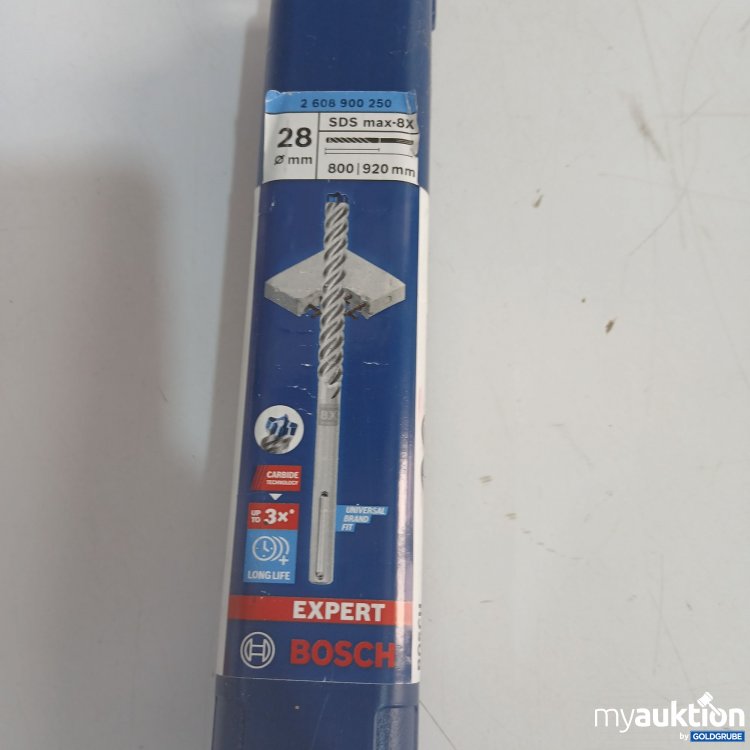 2 608 900 250
28
Ø mm
SDS max-8X
800|920 mm
8X
CARBIDE
TECHNOLOGY
UP TO 3x*
LONG LIFE
UNIVERSAL
BRAND
FIT
EXPERT
BOSCH
BOSCH
myauktion
by GOLDGRUBE